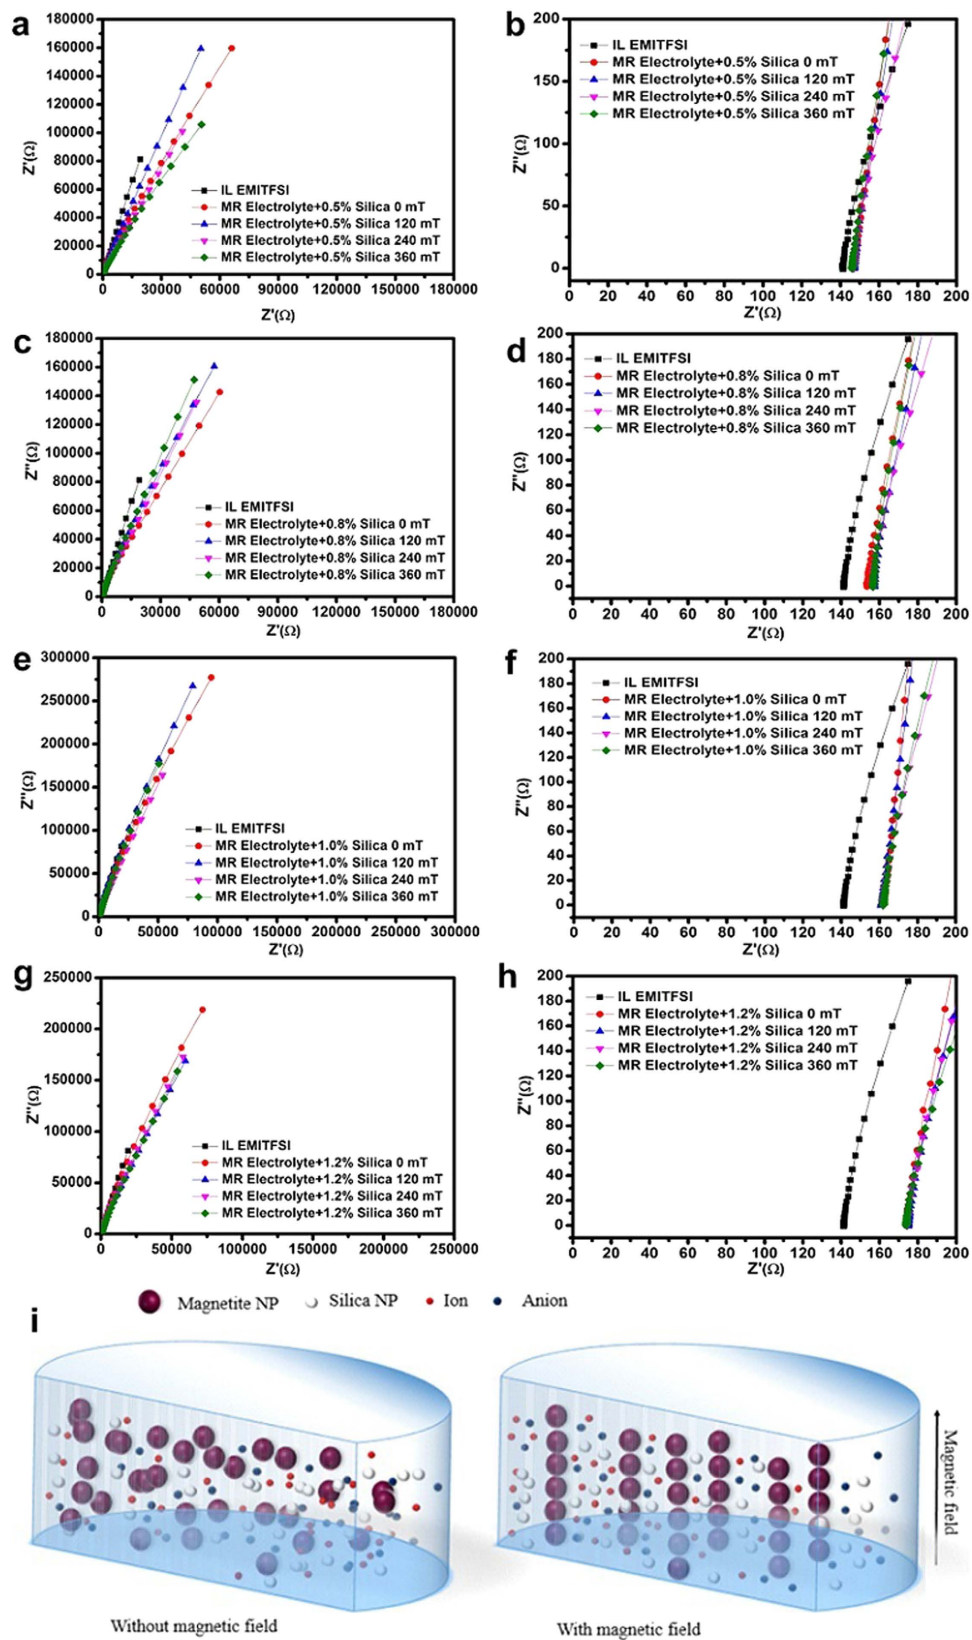 a
180000
160000
140000
120000
100000
80000
60000
40000
20000
0
Z'(Ω)
IL EMITFSI
MR Electrolyte+0.5% Silica 0 mT
MR Electrolyte+0.5% Silica 120 mT
MR Electrolyte+0.5% Silica 240 mT
MR Electrolyte+0.5% Silica 360 mT
0 30000 60000 90000 120000 150000 180000
Z'(Ω)
b
200
150
100
50
0
Z''(Ω)
IL EMITFSI
MR Electrolyte+0.5% Silica 0 mT
MR Electrolyte+0.5% Silica 120 mT
MR Electrolyte+0.5% Silica 240 mT
MR Electrolyte+0.5% Silica 360 mT
0 20 40 60 80 100 120 140 160 180 200
Z'(Ω)
c
180000
160000
140000
120000
100000
80000
60000
40000
20000
0
Z''(Ω)
IL EMITFSI
MR Electrolyte+0.8% Silica 0 mT
MR Electrolyte+0.8% Silica 120 mT
MR Electrolyte+0.8% Silica 240 mT
MR Electrolyte+0.8% Silica 360 mT
0 30000 60000 90000 120000 150000 180000
Z'(Ω)
d
200
180
160
140
120
100
80
60
40
20
0
Z''(Ω)
IL EMITFSI
MR Electrolyte+0.8% Silica 0 mT
MR Electrolyte+0.8% Silica 120 mT
MR Electrolyte+0.8% Silica 240 mT
MR Electrolyte+0.8% Silica 360 mT
0 20 40 60 80 100 120 140 160 180 200
Z'(Ω)
e
300000
250000
200000
150000
100000
50000
0
Z''(Ω)
IL EMITFSI
MR Electrolyte+1.0% Silica 0 mT
MR Electrolyte+1.0% Silica 120 mT
MR Electrolyte+1.0% Silica 240 mT
MR Electrolyte+1.0% Silica 360 mT
0 50000 100000 150000 200000 250000 300000
Z'(Ω)
f
200
180
160
140
120
100
80
60
40
20
0
Z''(Ω)
IL EMITFSI
MR Electrolyte+1.0% Silica 0 mT
MR Electrolyte+1.0% Silica 120 mT
MR Electrolyte+1.0% Silica 240 mT
MR Electrolyte+1.0% Silica 360 mT
0 20 40 60 80 100 120 140 160 180 200
Z'(Ω)
g
250000
200000
150000
100000
50000
0
Z''(Ω)
IL EMITFSI
MR Electrolyte+1.2% Silica 0 mT
MR Electrolyte+1.2% Silica 120 mT
MR Electrolyte+1.2% Silica 240 mT
MR Electrolyte+1.2% Silica 360 mT
0 50000 100000 150000 200000 250000
Z'(Ω)
h
200
180
160
140
120
100
80
60
40
20
0
Z''(Ω)
IL EMITFSI
MR Electrolyte+1.2% Silica 0 mT
MR Electrolyte+1.2% Silica 120 mT
MR Electrolyte+1.2% Silica 240 mT
MR Electrolyte+1.2% Silica 360 mT
0 20 40 60 80 100 120 140 160 180 200
Z'(Ω)
Magnetite NP Silica NP Ion Anion
i
Magnetic field
Without magnetic field
With magnetic field